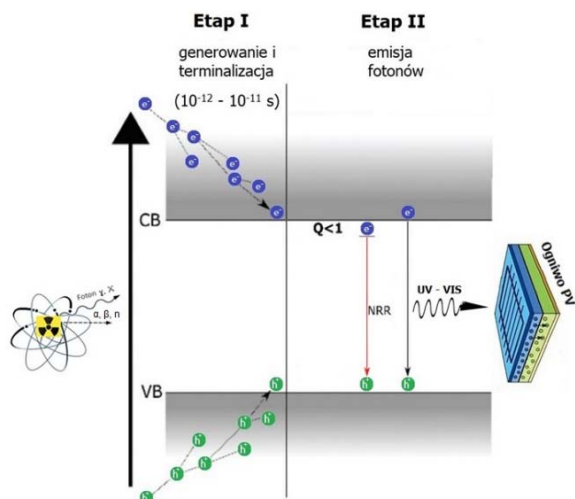 Etap I
generowanie i
terminalizacja
(10⁻¹² - 10⁻¹¹ s)
Etap II
emisja
fotonów
e⁻
e⁻
e⁻
e⁻
e⁻
e⁻
e⁻
e⁻
e⁻
e⁻
CB
Q<1
Foton γ, X
α, β, n
NRR
UV - VIS
Ogniwo PV
VB
h⁺
h⁺
h⁺
h⁺
h⁺
h⁺
h⁺
h⁺
h⁺
h⁺